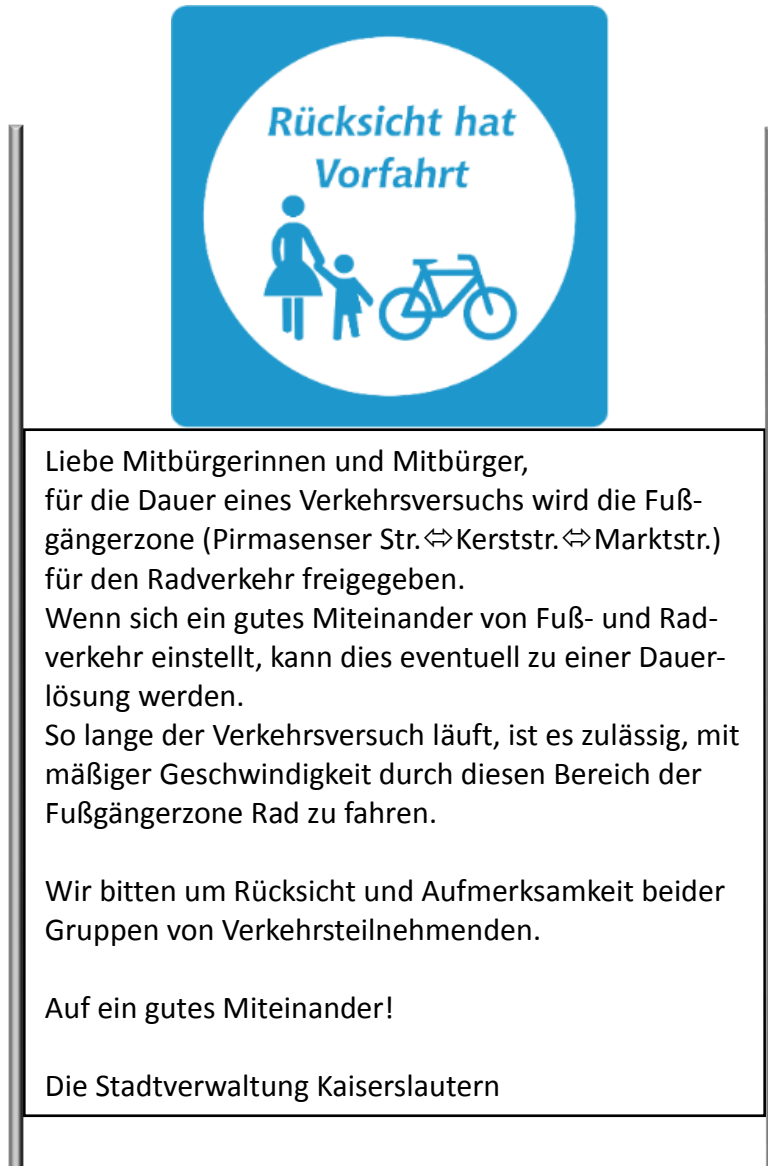 Rücksicht hat
Vorfahrt
Liebe Mitbürgerinnen und Mitbürger,
für die Dauer eines Verkehrsversuchs wird die Fuß-
gängerzone (Pirmasenser Str.⬄Kerststr.⬄Marktstr.)
für den Radverkehr freigegeben.
Wenn sich ein gutes Miteinander von Fuß- und Rad-
verkehr einstellt, kann dies eventuell zu einer Dauer-
lösung werden.
So lange der Verkehrsversuch läuft, ist es zulässig, mit
mäßiger Geschwindigkeit durch diesen Bereich der
Fußgängerzone Rad zu fahren.
Wir bitten um Rücksicht und Aufmerksamkeit beider
Gruppen von Verkehrsteilnehmenden.
Auf ein gutes Miteinander!
Die Stadtverwaltung Kaiserslautern